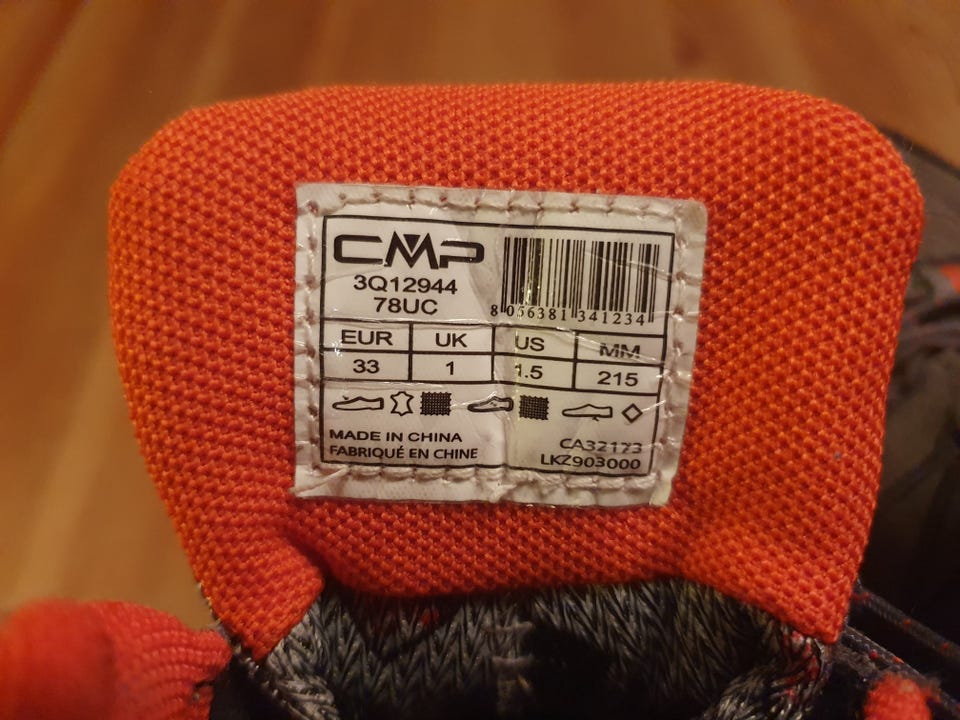 CMP
3Q12944
78UC
8 056381 341234
EUR UK US MM
33 1 1.5 215
MADE IN CHINA
FABRIQUÉ EN CHINE
CA32173
LKZ903000